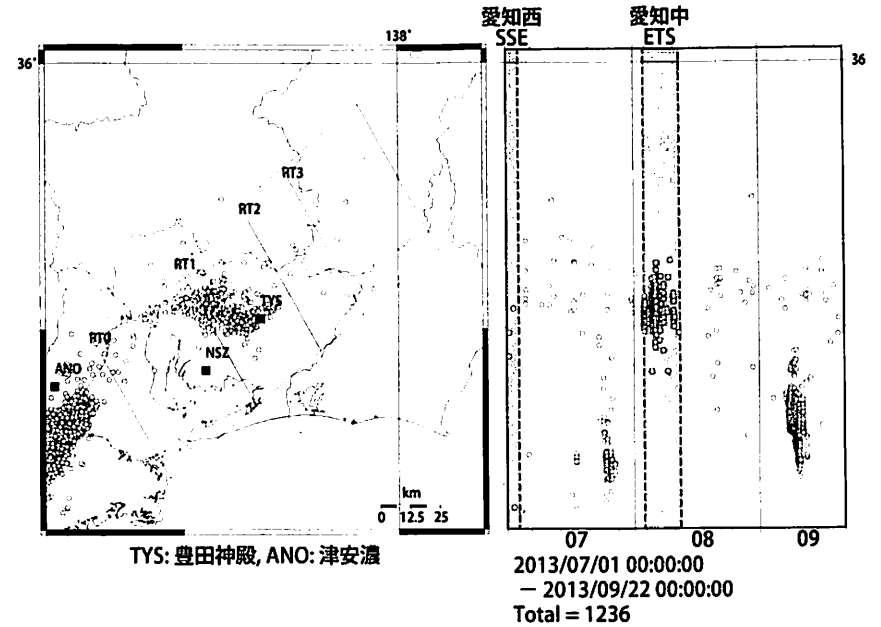 愛知西
SSE
愛知中
ETS
138°
36°
36
RT3
RT2
RT1
TYS
RT0
NSZ
ANO
km
0 12.5 25
07 08 09
TYS: 豊田神殿, ANO: 津安濃
2013/07/01 00:00:00
― 2013/09/22 00:00:00
Total = 1236